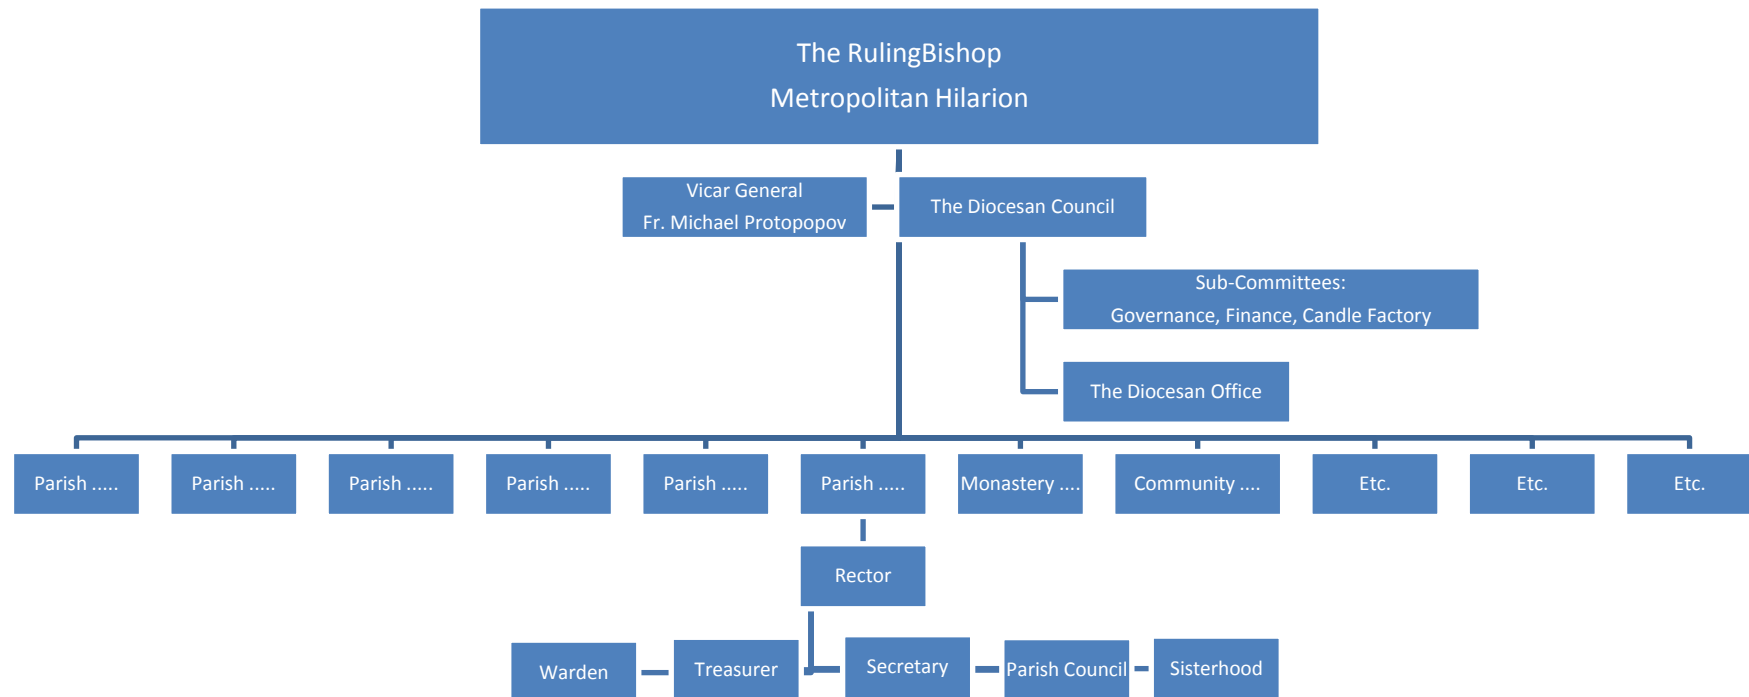 The RulingBishop
Metropolitan Hilarion
Vicar General
Fr. Michael Protopopov
The Diocesan Council
Sub-Committees:
Governance, Finance, Candle Factory
The Diocesan Office
Parish .....
Parish .....
Parish .....
Parish .....
Parish .....
Parish .....
Monastery ....
Community ....
Etc.
Etc.
Etc.
Rector
Warden
Treasurer
Secretary
Parish Council
Sisterhood